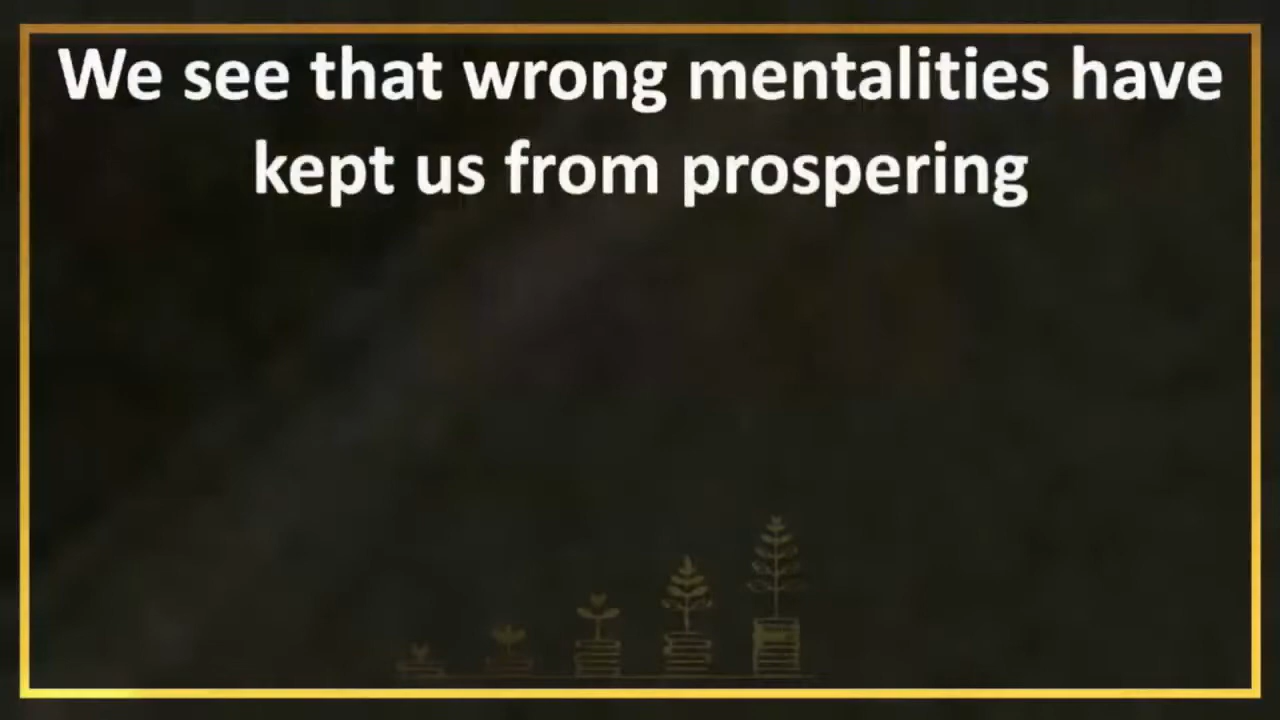 We see that wrong mentalities have
kept us from prospering